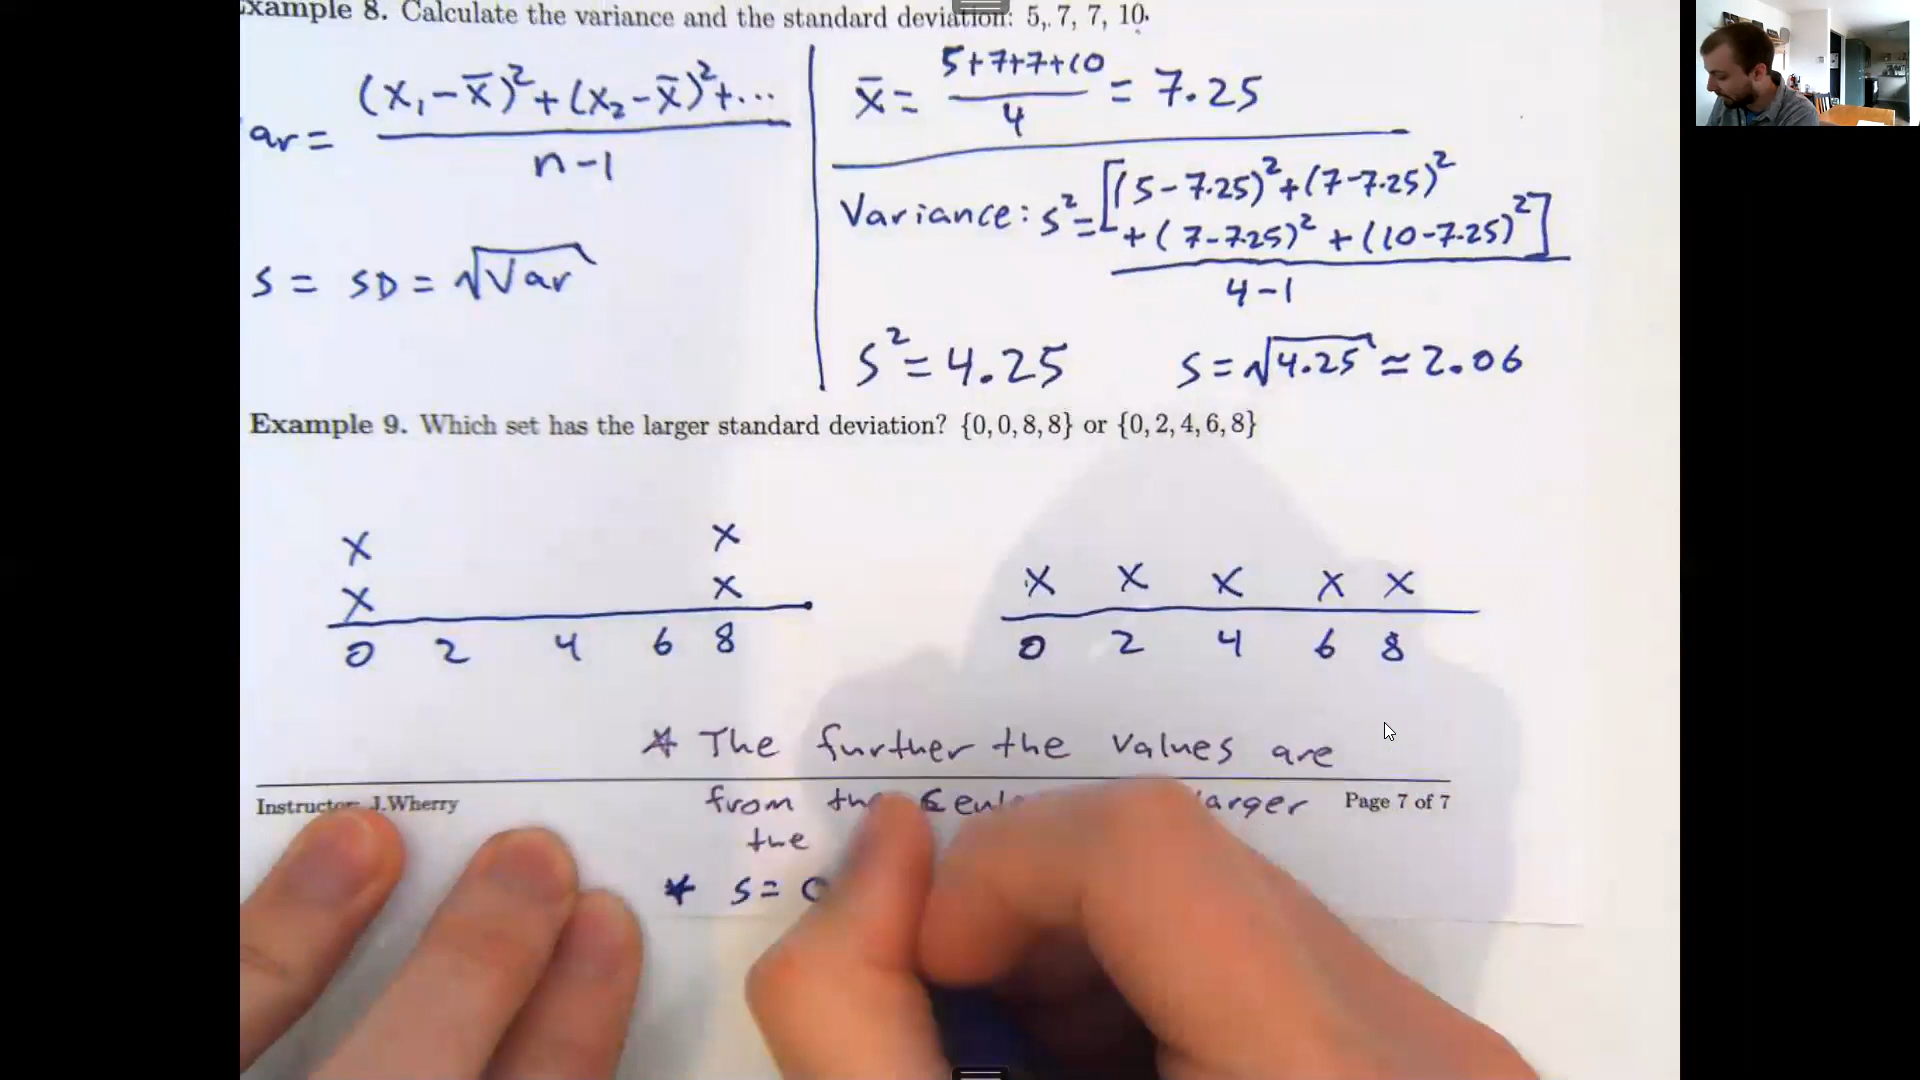 Example 8. Calculate the variance and the standard deviation: 5, 7, 7, 10.
ar = (x₁ - x̄)² + (x₂ - x̄)² + ...
n - 1
S = SD = √Var
x̄ = 5+7+7+10 = 7.25
4
Variance: s² = [(5 - 7.25)² + (7 - 7.25)²
+ (7 - 7.25)² + (10 - 7.25)²]
4 - 1
S² = 4.25 S = √4.25 ≃ 2.06
Example 9. Which set has the larger standard deviation? {0, 0, 8, 8} or {0, 2, 4, 6, 8}
x x
x x
0 2 4 6 8
x x x x x
0 2 4 6 8
* The further the values are
Instructor: J.Wherry
from the larger
Page 7 of 7
the
* s =